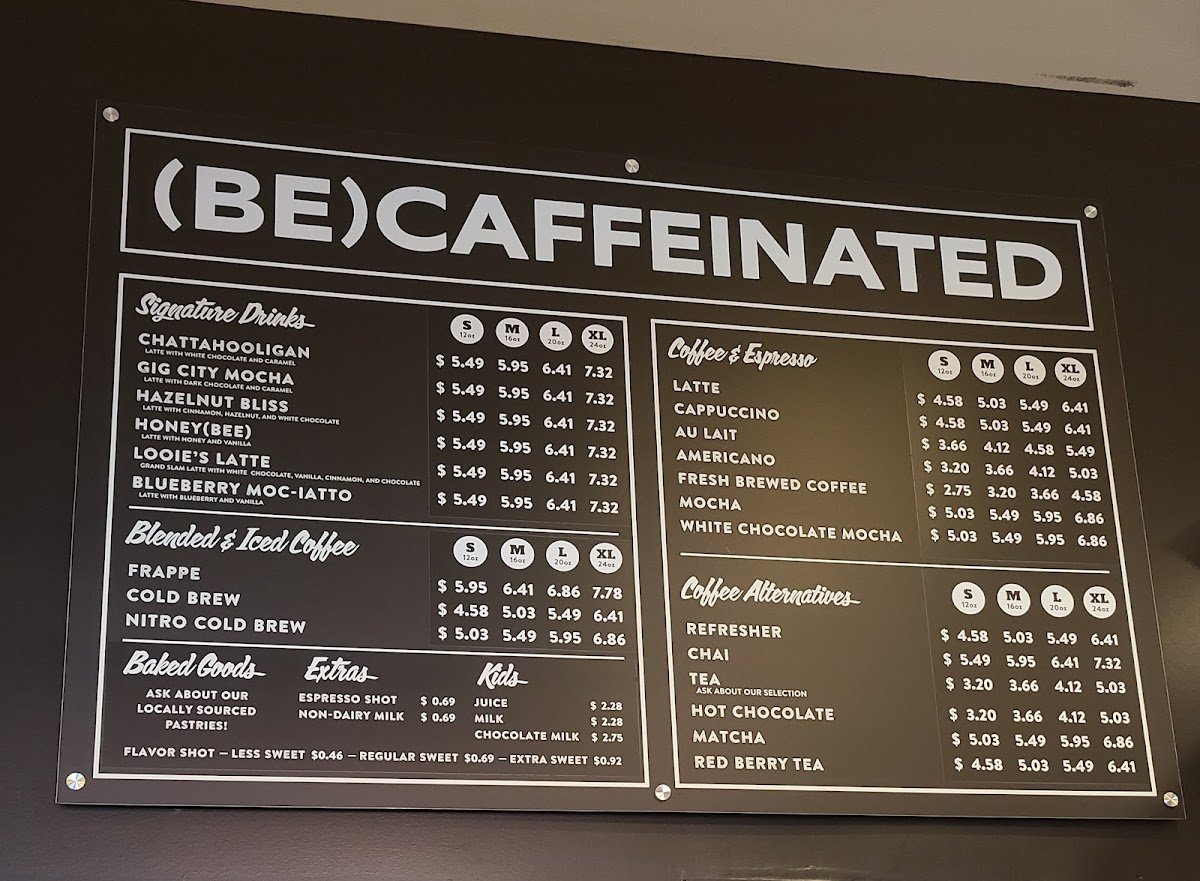 (BE)CAFFEINATED
Signature Drinks
S 12oz M 16oz L 20oz XL 24oz
CHATTAHOOLIGAN $ 5.49 5.95 6.41 7.32
LATTE WITH WHITE CHOCOLATE AND CARAMEL
GIG CITY MOCHA $ 5.49 5.95 6.41 7.32
LATTE WITH DARK CHOCOLATE AND CARAMEL
HAZELNUT BLISS $ 5.49 5.95 6.41 7.32
LATTE WITH CINNAMON, HAZELNUT, AND WHITE CHOCOLATE
HONEY(BEE) $ 5.49 5.95 6.41 7.32
LATTE WITH HONEY AND VANILLA
LOOIE'S LATTE $ 5.49 5.95 6.41 7.32
GRAND SLAM LATTE WITH WHITE CHOCOLATE, VANILLA, CINNAMON, AND CHOCOLATE
BLUEBERRY MOC-IATTO $ 5.49 5.95 6.41 7.32
LATTE WITH BLUEBERRY AND VANILLA
Blended & Iced Coffee
S 12oz M 16oz L 20oz XL 24oz
FRAPPE $ 5.95 6.41 6.86 7.78
COLD BREW $ 4.58 5.03 5.49 6.41
NITRO COLD BREW $ 5.03 5.49 5.95 6.86
Baked Goods
ASK ABOUT OUR
LOCALLY SOURCED
PASTRIES!
Extras
ESPRESSO SHOT $ 0.69
NON-DAIRY MILK $ 0.69
Kids
JUICE $ 2.28
MILK $ 2.28
CHOCOLATE MILK $ 2.75
FLAVOR SHOT — LESS SWEET $0.46 — REGULAR SWEET $0.69 — EXTRA SWEET $0.92
Coffee & Espresso
S 12oz M 16oz L 20oz XL 24oz
LATTE $ 4.58 5.03 5.49 6.41
CAPPUCCINO $ 4.58 5.03 5.49 6.41
AU LAIT $ 3.66 4.12 4.58 5.49
AMERICANO $ 3.20 3.66 4.12 5.03
FRESH BREWED COFFEE $ 2.75 3.20 3.66 4.58
MOCHA $ 5.03 5.49 5.95 6.86
WHITE CHOCOLATE MOCHA $ 5.03 5.49 5.95 6.86
Coffee Alternatives
S 12oz M 16oz L 20oz XL 24oz
REFRESHER $ 4.58 5.03 5.49 6.41
CHAI $ 5.49 5.95 6.41 7.32
TEA $ 3.20 3.66 4.12 5.03
ASK ABOUT OUR SELECTION
HOT CHOCOLATE $ 3.20 3.66 4.12 5.03
MATCHA $ 5.03 5.49 5.95 6.86
RED BERRY TEA $ 4.58 5.03 5.49 6.41